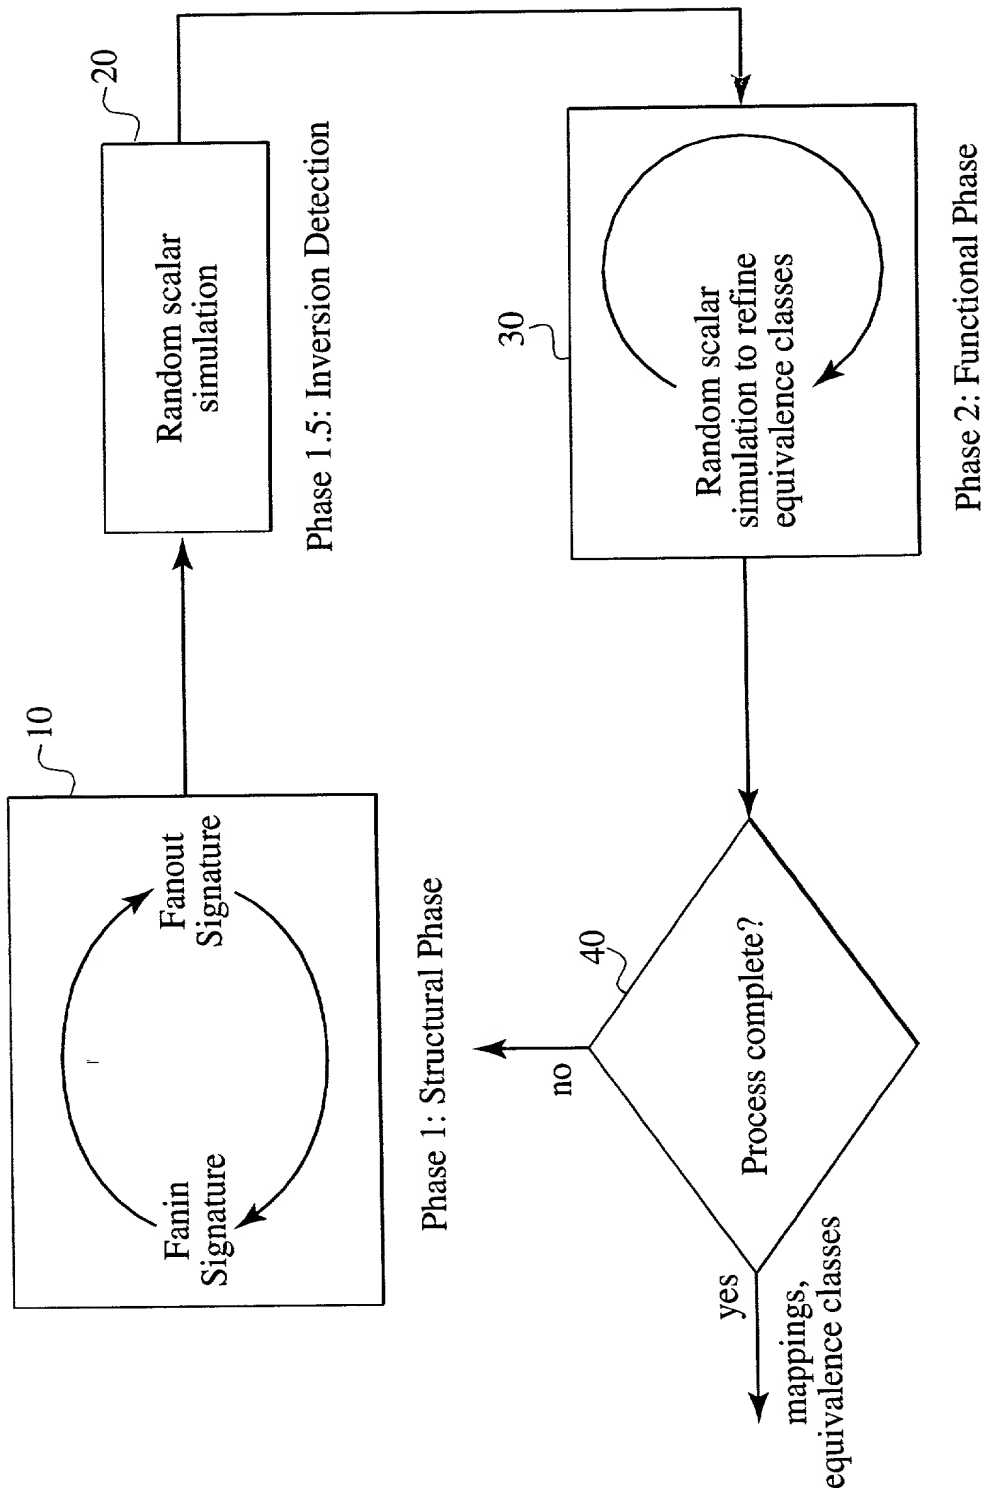 10
Fanin
Signature
Fanout
Signature
Phase 1: Structural Phase
20
Random scalar
simulation
Phase 1.5: Inversion Detection
30
Random scalar
simulation to refine
equivalence classes
Phase 2: Functional Phase
40
Process complete?
no
yes
mappings,
equivalence classes